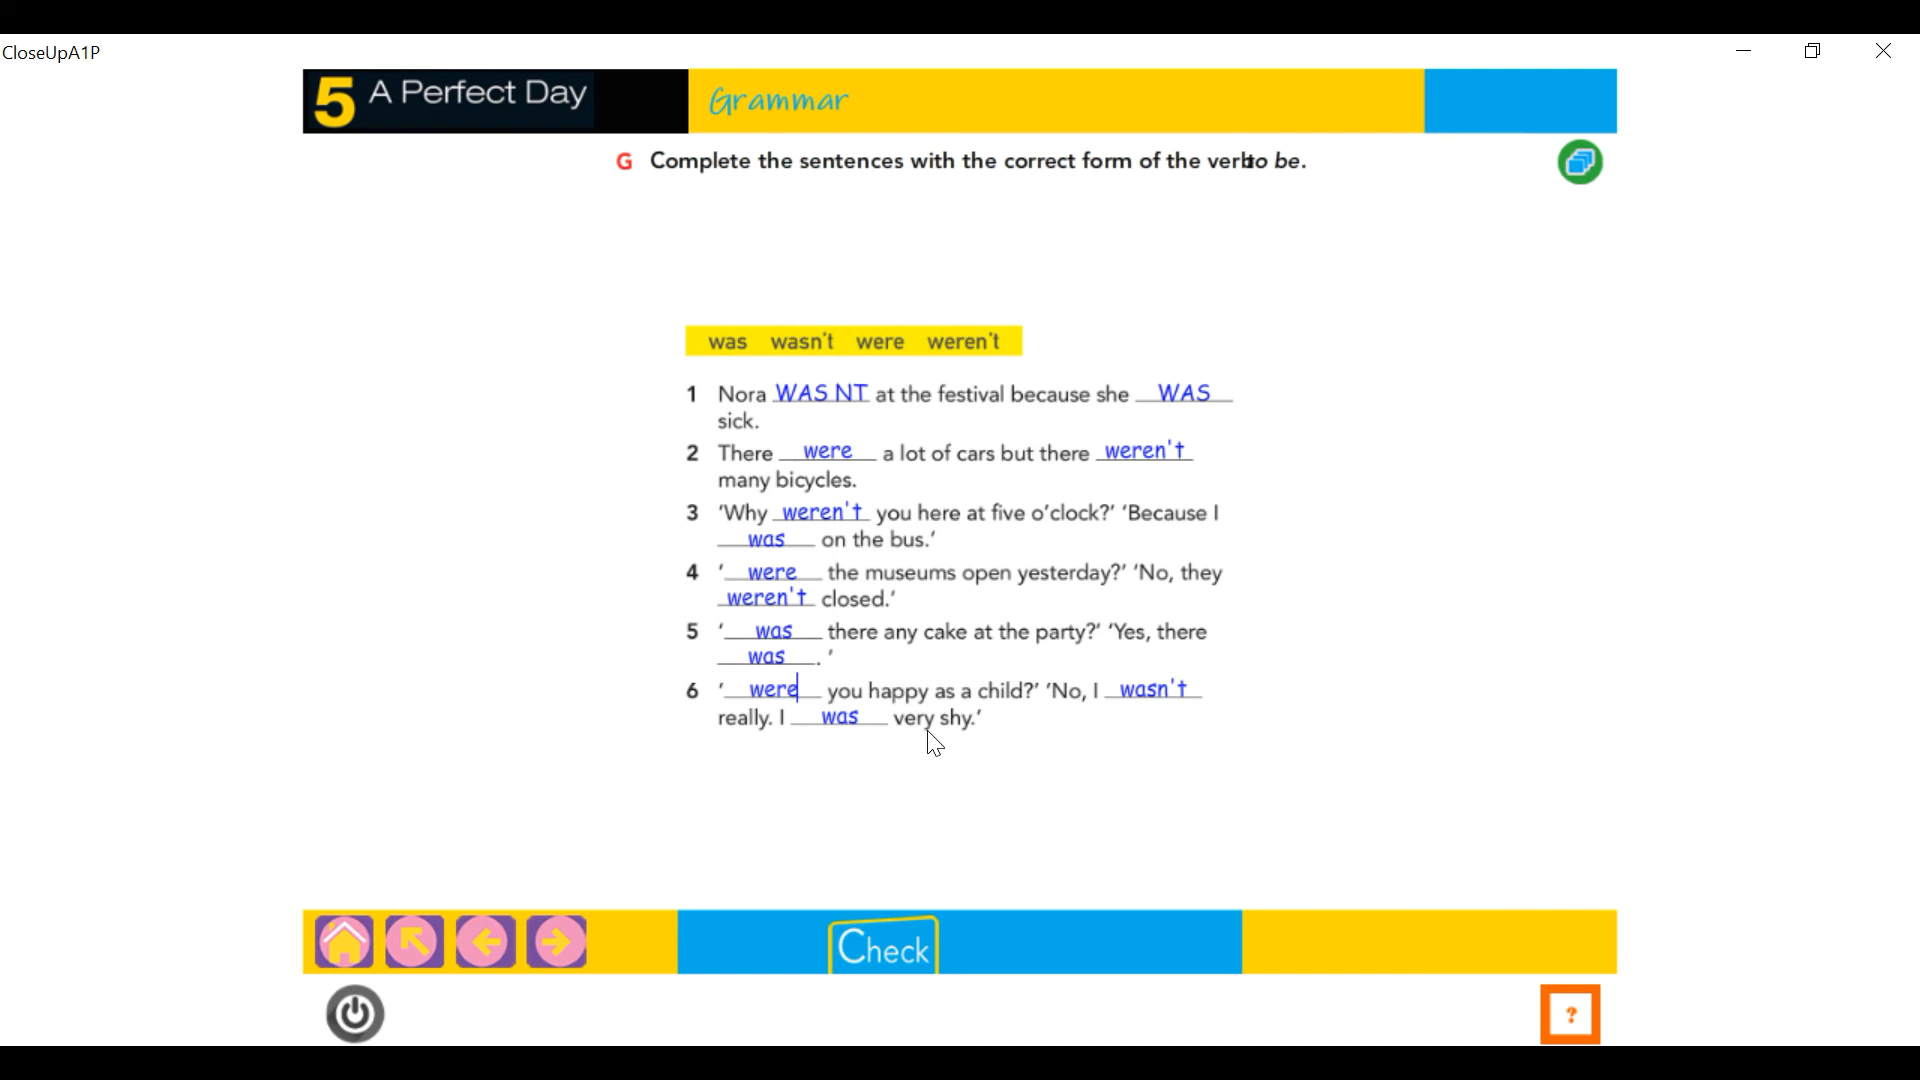 CloseUpA1P
5 A Perfect Day
Grammar
G Complete the sentences with the correct form of the verb to be.
was wasn't were weren't
1 Nora WAS NT at the festival because she WAS
sick.
2 There were a lot of cars but there weren't
many bicycles.
3 ‘Why weren't you here at five o’clock?’ ‘Because I
was on the bus.’
4 ‘ were the museums open yesterday?’ ‘No, they
weren't closed.’
5 ‘ was there any cake at the party?’ ‘Yes, there
was . ’
6 ‘ were you happy as a child?’ ‘No, I wasn't
really. I was very shy.’
Check
?